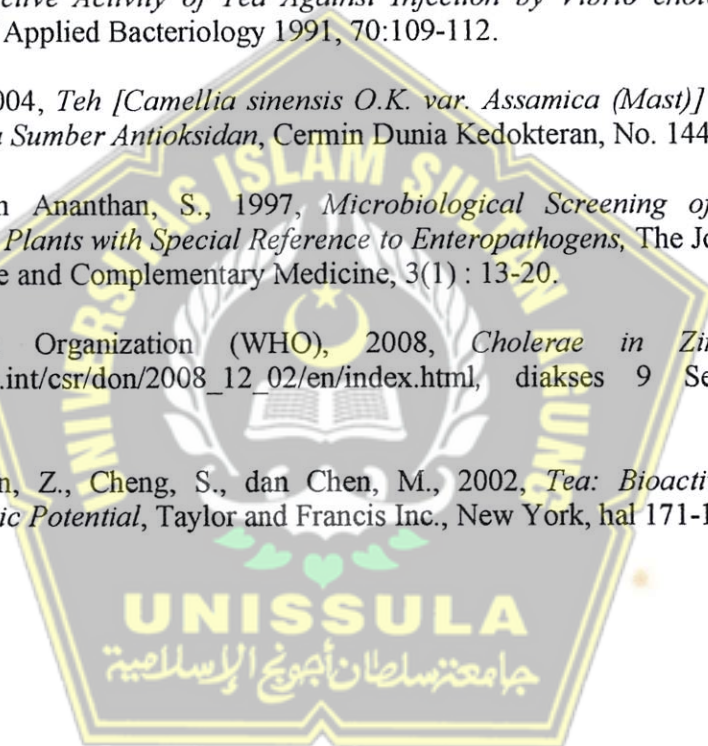 ctive Activity of Tea Against Infection by Vibrio chol
Applied Bacteriology 1991, 70:109-112.
004, Teh [Camellia sinensis O.K. var. Assamica (Mast)]
Sumber Antioksidan, Cermin Dunia Kedokteran, No. 144
Ananthan, S., 1997, Microbiological Screening of
Plants with Special Reference to Enteropathogens, The Jo
e and Complementary Medicine, 3(1) : 13-20.
Organization (WHO), 2008, Cholerae in Zi
.int/csr/don/2008_12_02/en/index.html, diakses 9 Se
n, Z., Cheng, S., dan Chen, M., 2002, Tea: Bioacti
ic Potential, Taylor and Francis Inc., New York, hal 171-1
UNIVERSITAS ISLAM SULTAN AGUNG
UNISSULA
جامعة سلطان أجونج الإسلامية